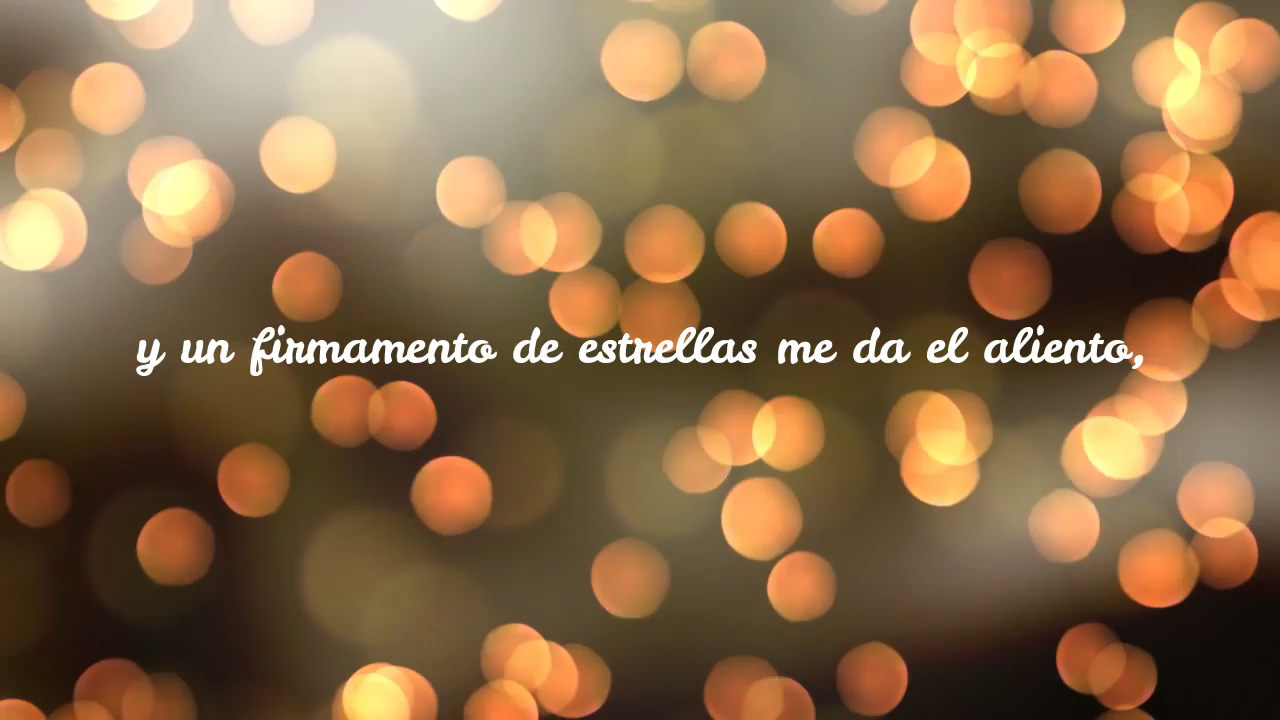 y un firmamento de estrellas me da el aliento,